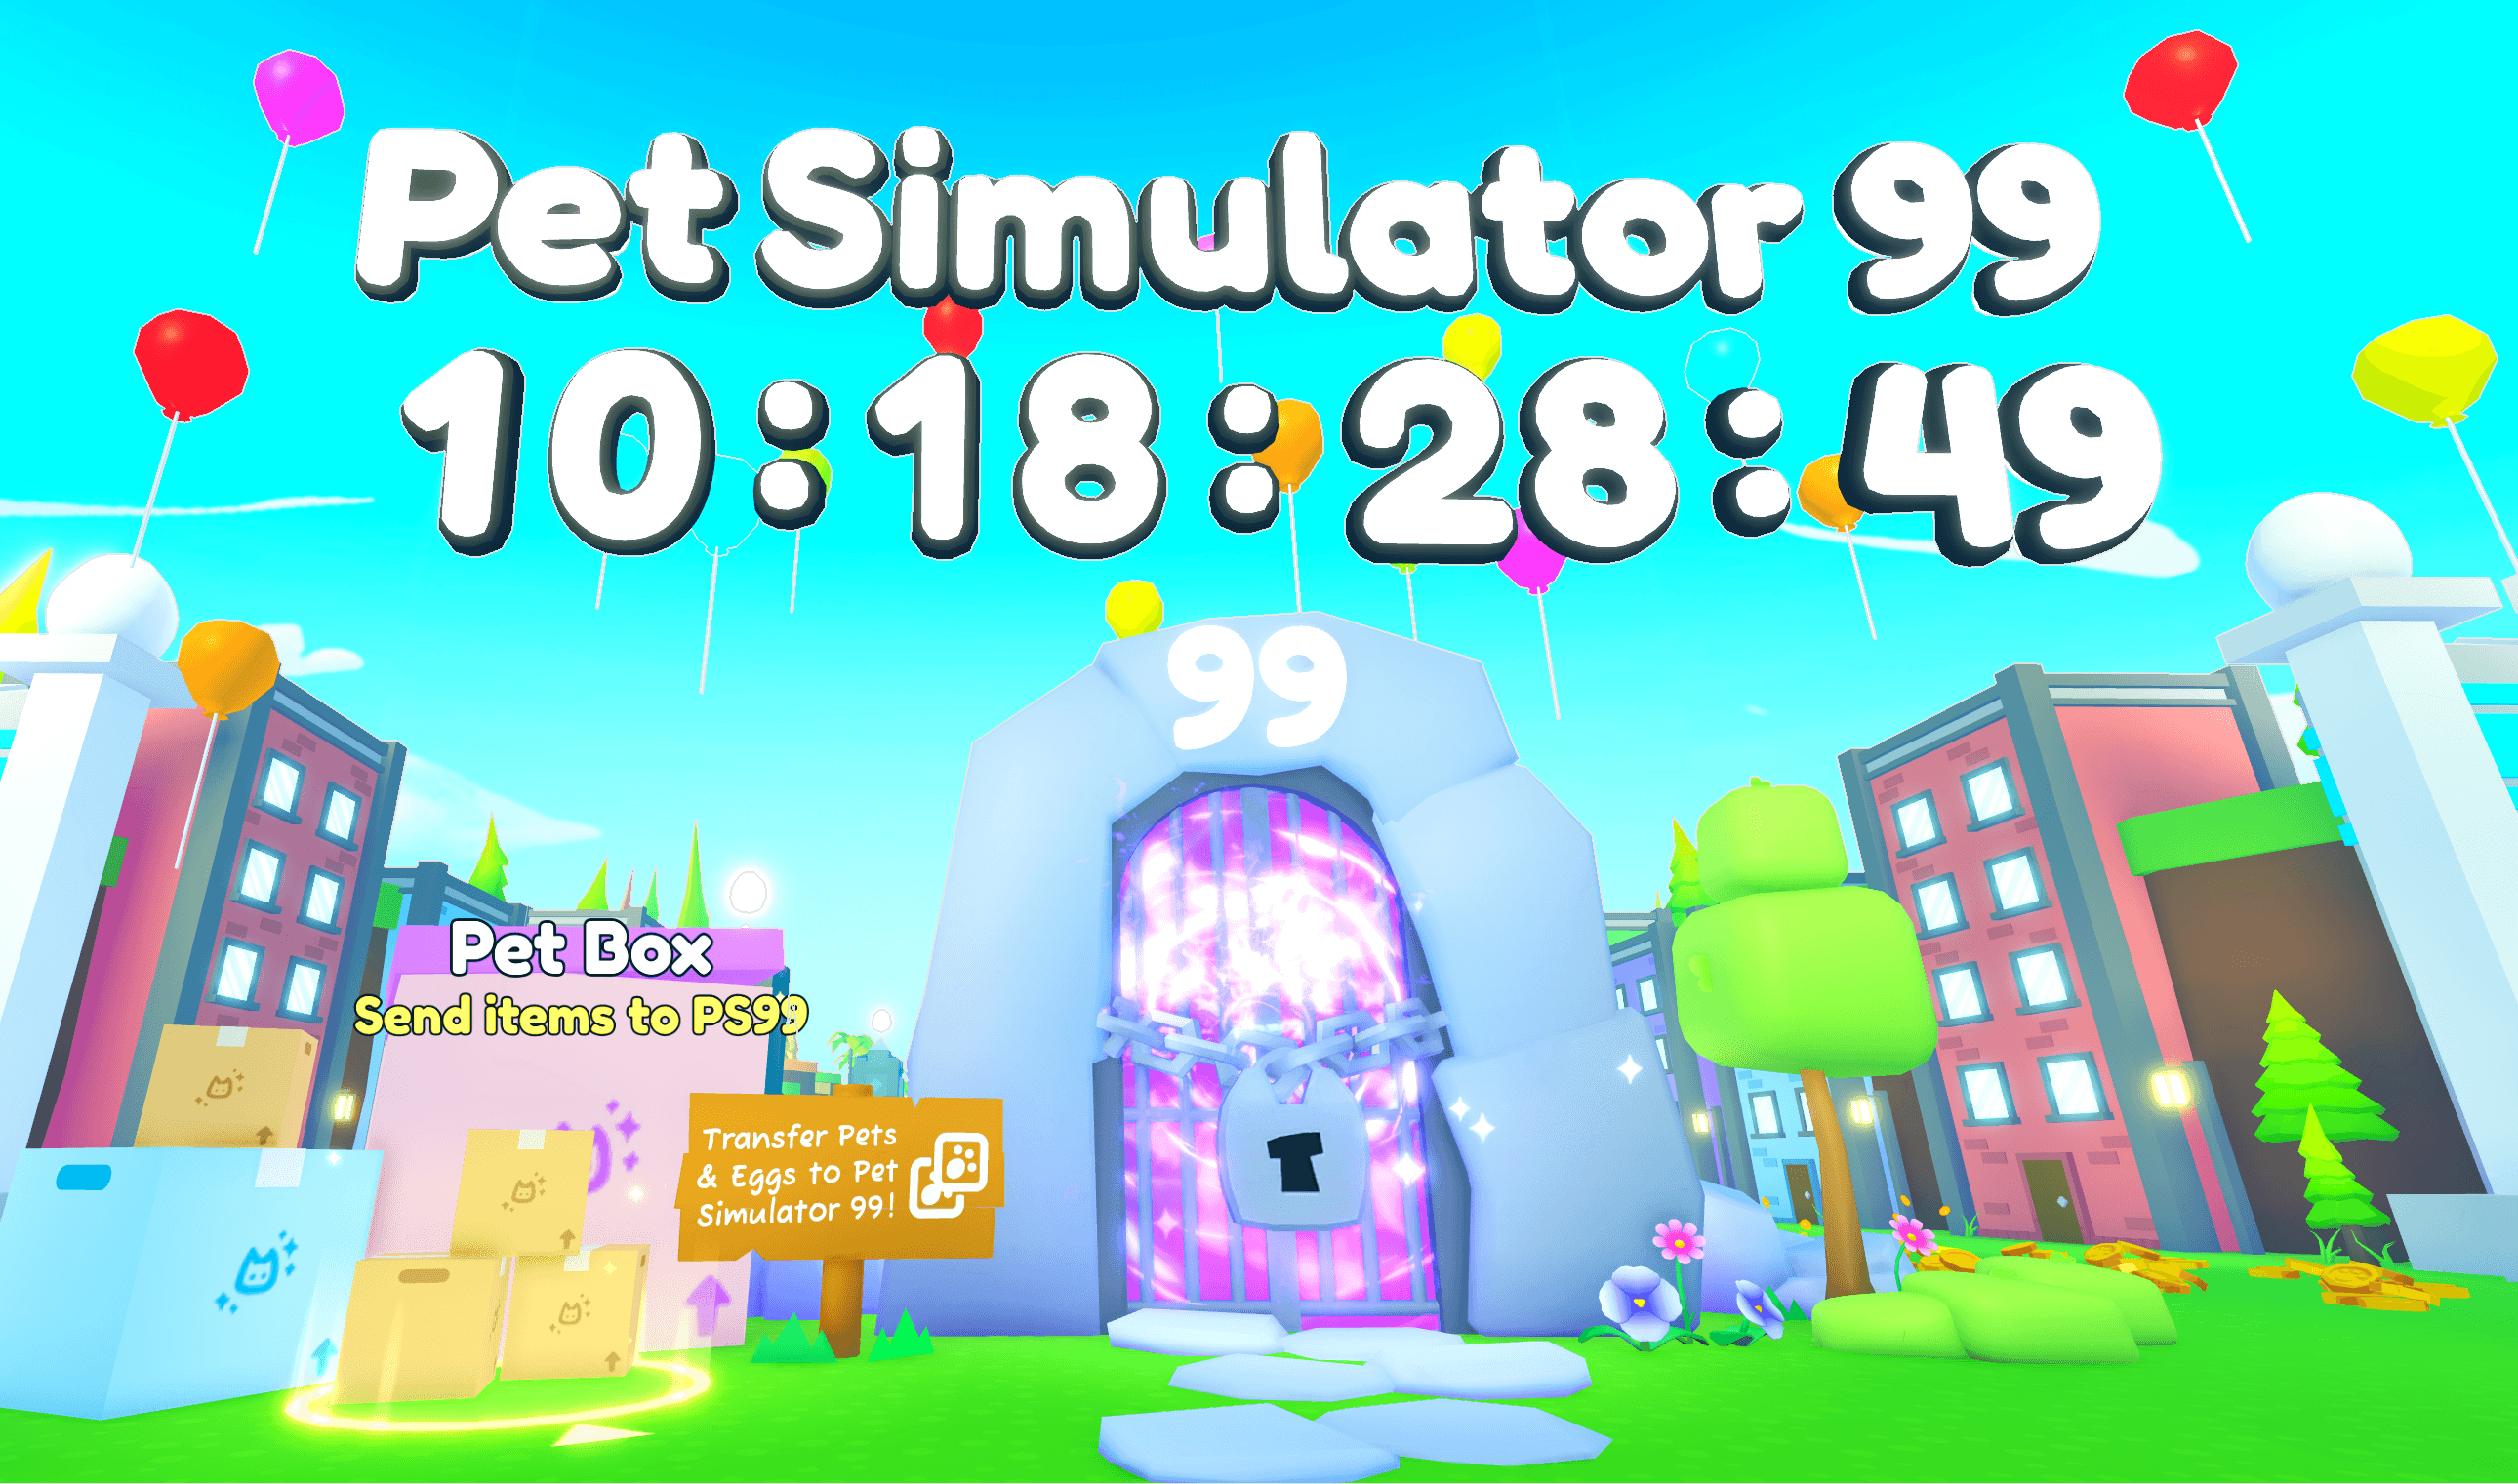 Pet Simulator 99
10:18:28:49
99
Pet Box
Send items to PS99
Transfer Pets
& Eggs to Pet
Simulator 99!